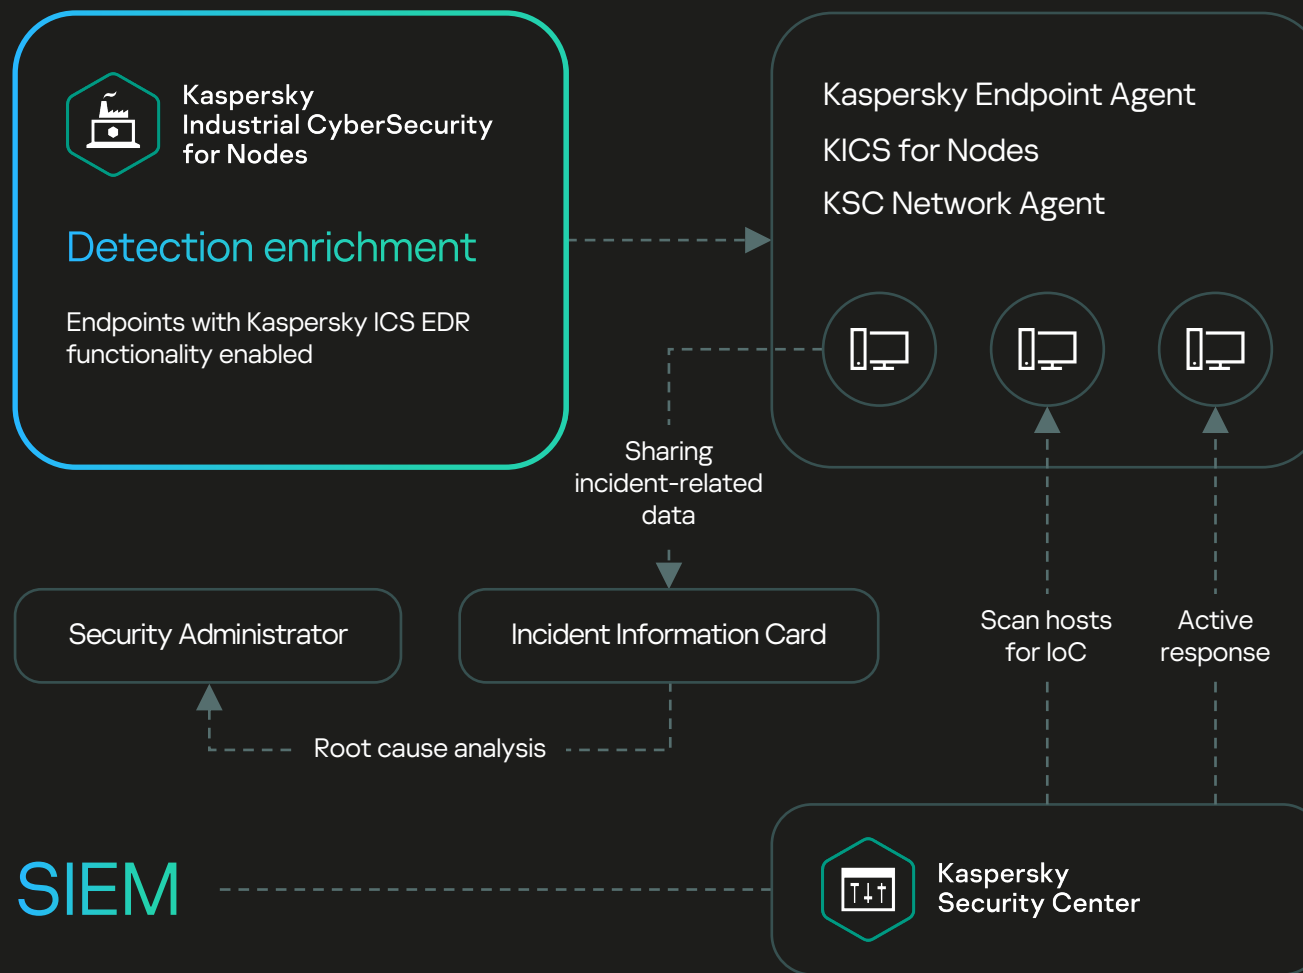 Kaspersky
Industrial CyberSecurity
for Nodes
Detection enrichment
Endpoints with Kaspersky ICS EDR
functionality enabled
Kaspersky Endpoint Agent
KICS for Nodes
KSC Network Agent
Sharing
incident-related
data
Security Administrator
Incident Information Card
Scan hosts
for IoC
Active
response
Root cause analysis
SIEM
Kaspersky
Security Center